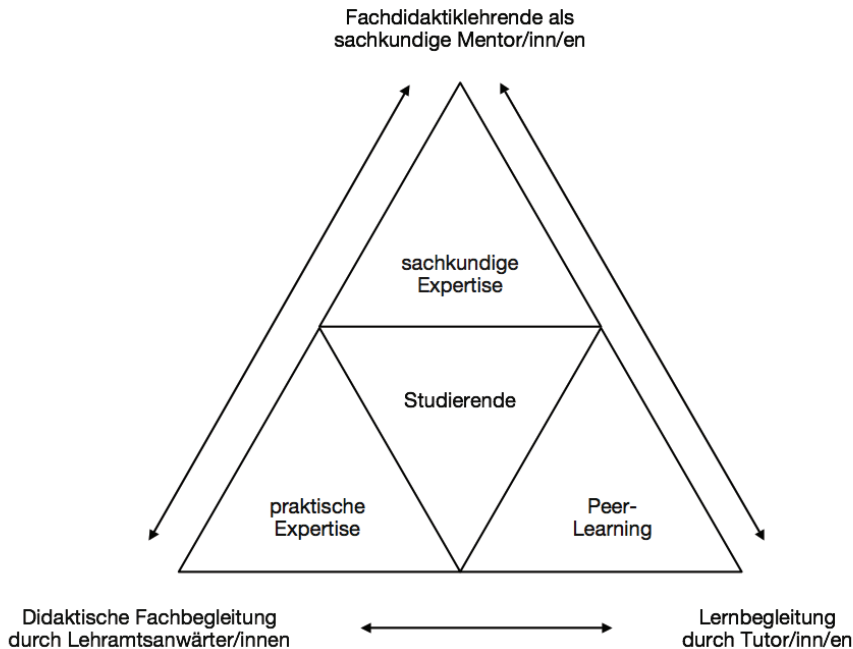 Fachdidaktiklehrende als
sachkundige Mentor/inn/en
sachkundige
Expertise
Studierende
praktische
Expertise
Peer-
Learning
Didaktische Fachbegleitung
durch Lehramtsanwärter/innen
Lernbegleitung
durch Tutor/inn/en